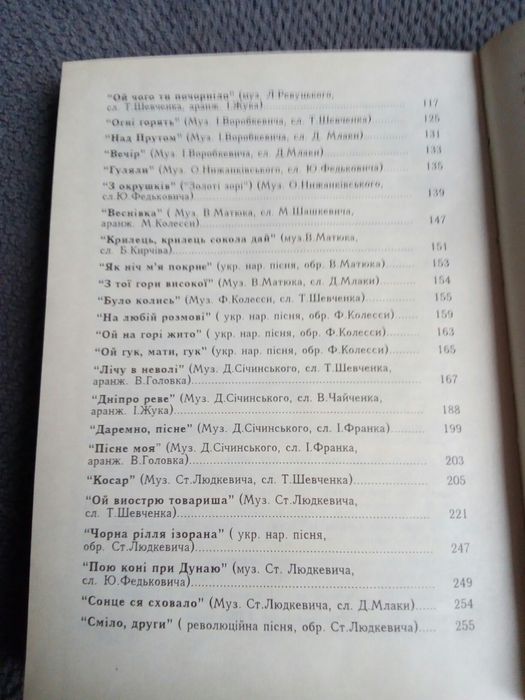 "Ой чого ти почорніли" (муз. Л.Ревуцького,
сл. Т.Шевченка, аранж. І.Жука) 117
"Огні горять" (Муз. І.Воробкевича, сл. Т.Шевченка) 125
"Над Прутом" (Муз. І.Воробкевича, сл. Д. Млаки) 131
"Вечір" (Муз. І.Воробкевича, сл. Д.Млаки) 133
"Гуляли" (Муз. О.Нижанківського, сл. Ю.Федьковича) 135
"З окрушків" ("Золоті зорі") (Муз. О.Нижанківського,
сл.Ю.Федьковича) 139
"Веснівка" ( Муз. В.Матюка, сл. М.Шашкевича,
аранж. М.Колесси) 147
"Крилець, крилець сокола дай" (муз.В.Матюка,
сл. Б.Кирчіва) 151
"Як ніч м'я покриє" (укр. нар. пісня, обр. В.Матюка) 153
"З тої гори високої" (Муз. В.Матюка, сл. Д.Млаки) 154
"Було колись" (Муз. Ф.Колесси, сл. Т.Шевченка) 155
"На любій розмові" ( укр. нар. пісня, обр. Ф.Колесси) 159
"Ой на горі жито" ( укр. нар. пісня, обр. Ф.Колесси) 163
"Ой гук, мати, гук" ( укр. нар. пісня, обр. Ф.Колесси) 165
"Лічу в неволі" (Муз. Д.Січинського, сл. Т.Шевченка,
аранж. В.Головка) 167
"Дніпро реве" (Муз. Д.Січинського, сл. В.Чайченка,
аранж. І.Жука) 188
"Даремно, пісне" (Муз. Д.Січинського, сл. І.Франка) 199
"Пісне моя" (Муз. Д.Січинського, сл. І.Франка,
аранж. В.Головка) 203
"Косар" (Муз. Ст.Людкевича, сл. Т.Шевченка) 205
"Ой виострю товариша" (Муз. Ст.Людкевича,
сл. Т.Шевченка) 221
"Чорна рілля ізорана" ( укр. нар. пісня,
обр. Ст.Людкевича) 247
"Пою коні при Дунаю" (муз. Ст. Людкевича,
сл. Ю.Федьковича) 249
"Сонце ся сховало" (Муз. Ст.Людкевича, сл. Д.Млаки) 254
"Сміло, други" ( революційна пісня, обр. Ст.Людкевича) 255